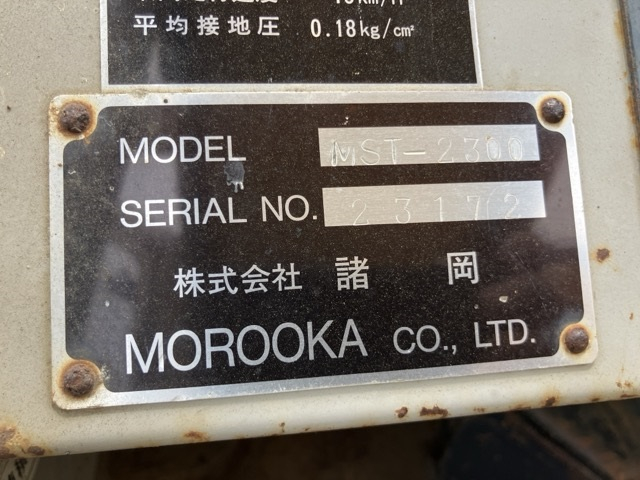 平均接地圧 0.18kg/cm²
MODEL MST-2300
SERIAL NO. 23172
株式会社 諸岡
MOROOKA CO., LTD.